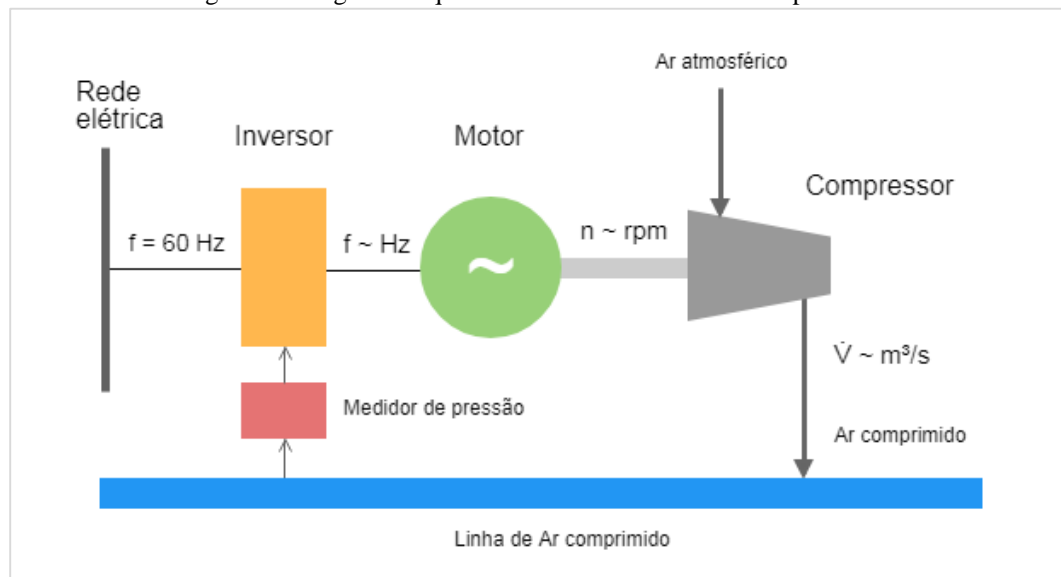 Ar atmosférico
Rede
elétrica
Inversor
Motor
Compressor
f = 60 Hz
f ~ Hz
~
n ~ rpm
V̇ ~ m³/s
Medidor de pressão
Ar comprimido
Linha de Ar comprimido